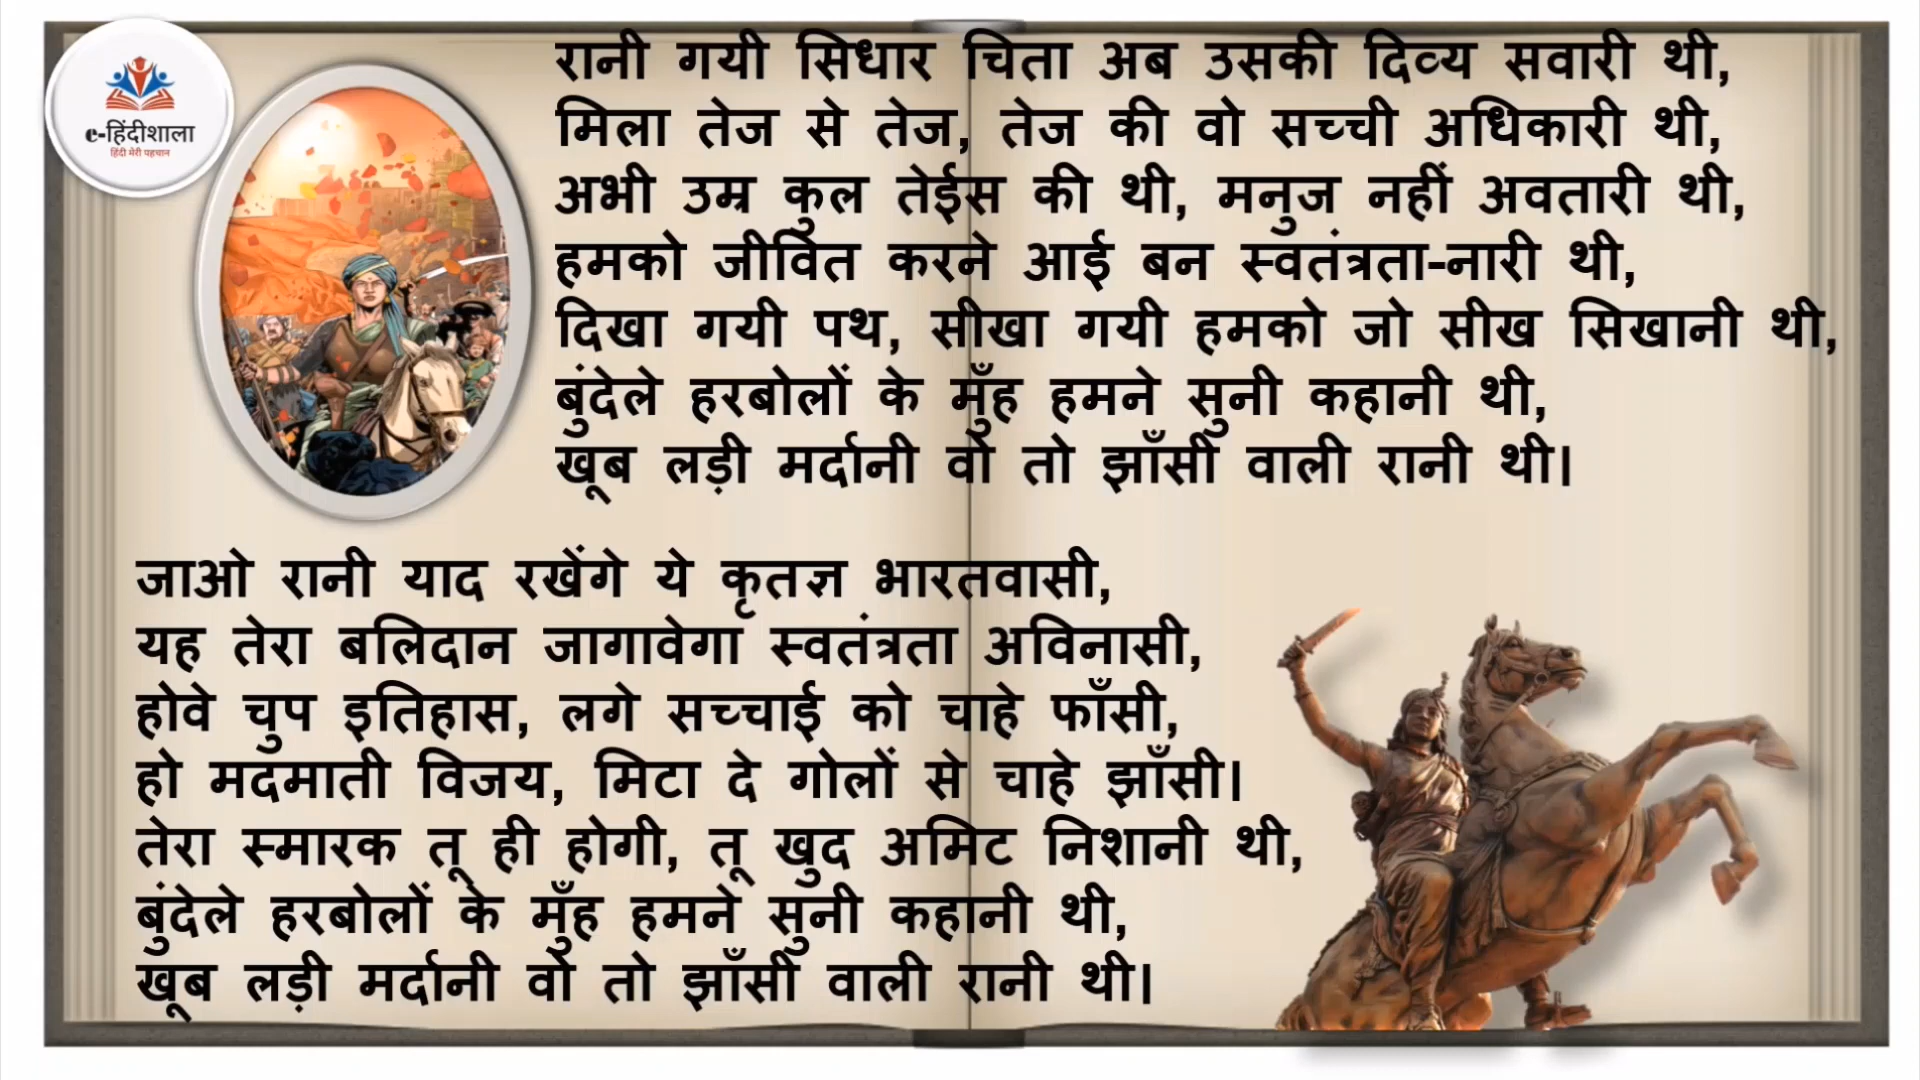 e-हिंदीशाला
हिंदी मेरी पहचान
रानी गयी सिधार चिता अब उसकी दिव्य सवारी थी,
मिला तेज से तेज, तेज की वो सच्ची अधिकारी थी,
अभी उम्र कुल तेईस की थी, मनुज नहीं अवतारी थी,
हमको जीवित करने आई बन स्वतंत्रता-नारी थी,
दिखा गयी पथ, सीखा गयी हमको जो सीख सिखानी थी,
बुंदेले हरबोलों के मुँह हमने सुनी कहानी थी,
खूब लड़ी मर्दानी वो तो झाँसी वाली रानी थी।
जाओ रानी याद रखेंगे ये कृतज्ञ भारतवासी,
यह तेरा बलिदान जागावेगा स्वतंत्रता अविनासी,
होवे चुप इतिहास, लगे सच्चाई को चाहे फाँसी,
हो मदमाती विजय, मिटा दे गोलों से चाहे झाँसी।
तेरा स्मारक तू ही होगी, तू खुद अमिट निशानी थी,
बुंदेले हरबोलों के मुँह हमने सुनी कहानी थी,
खूब लड़ी मर्दानी वो तो झाँसी वाली रानी थी।